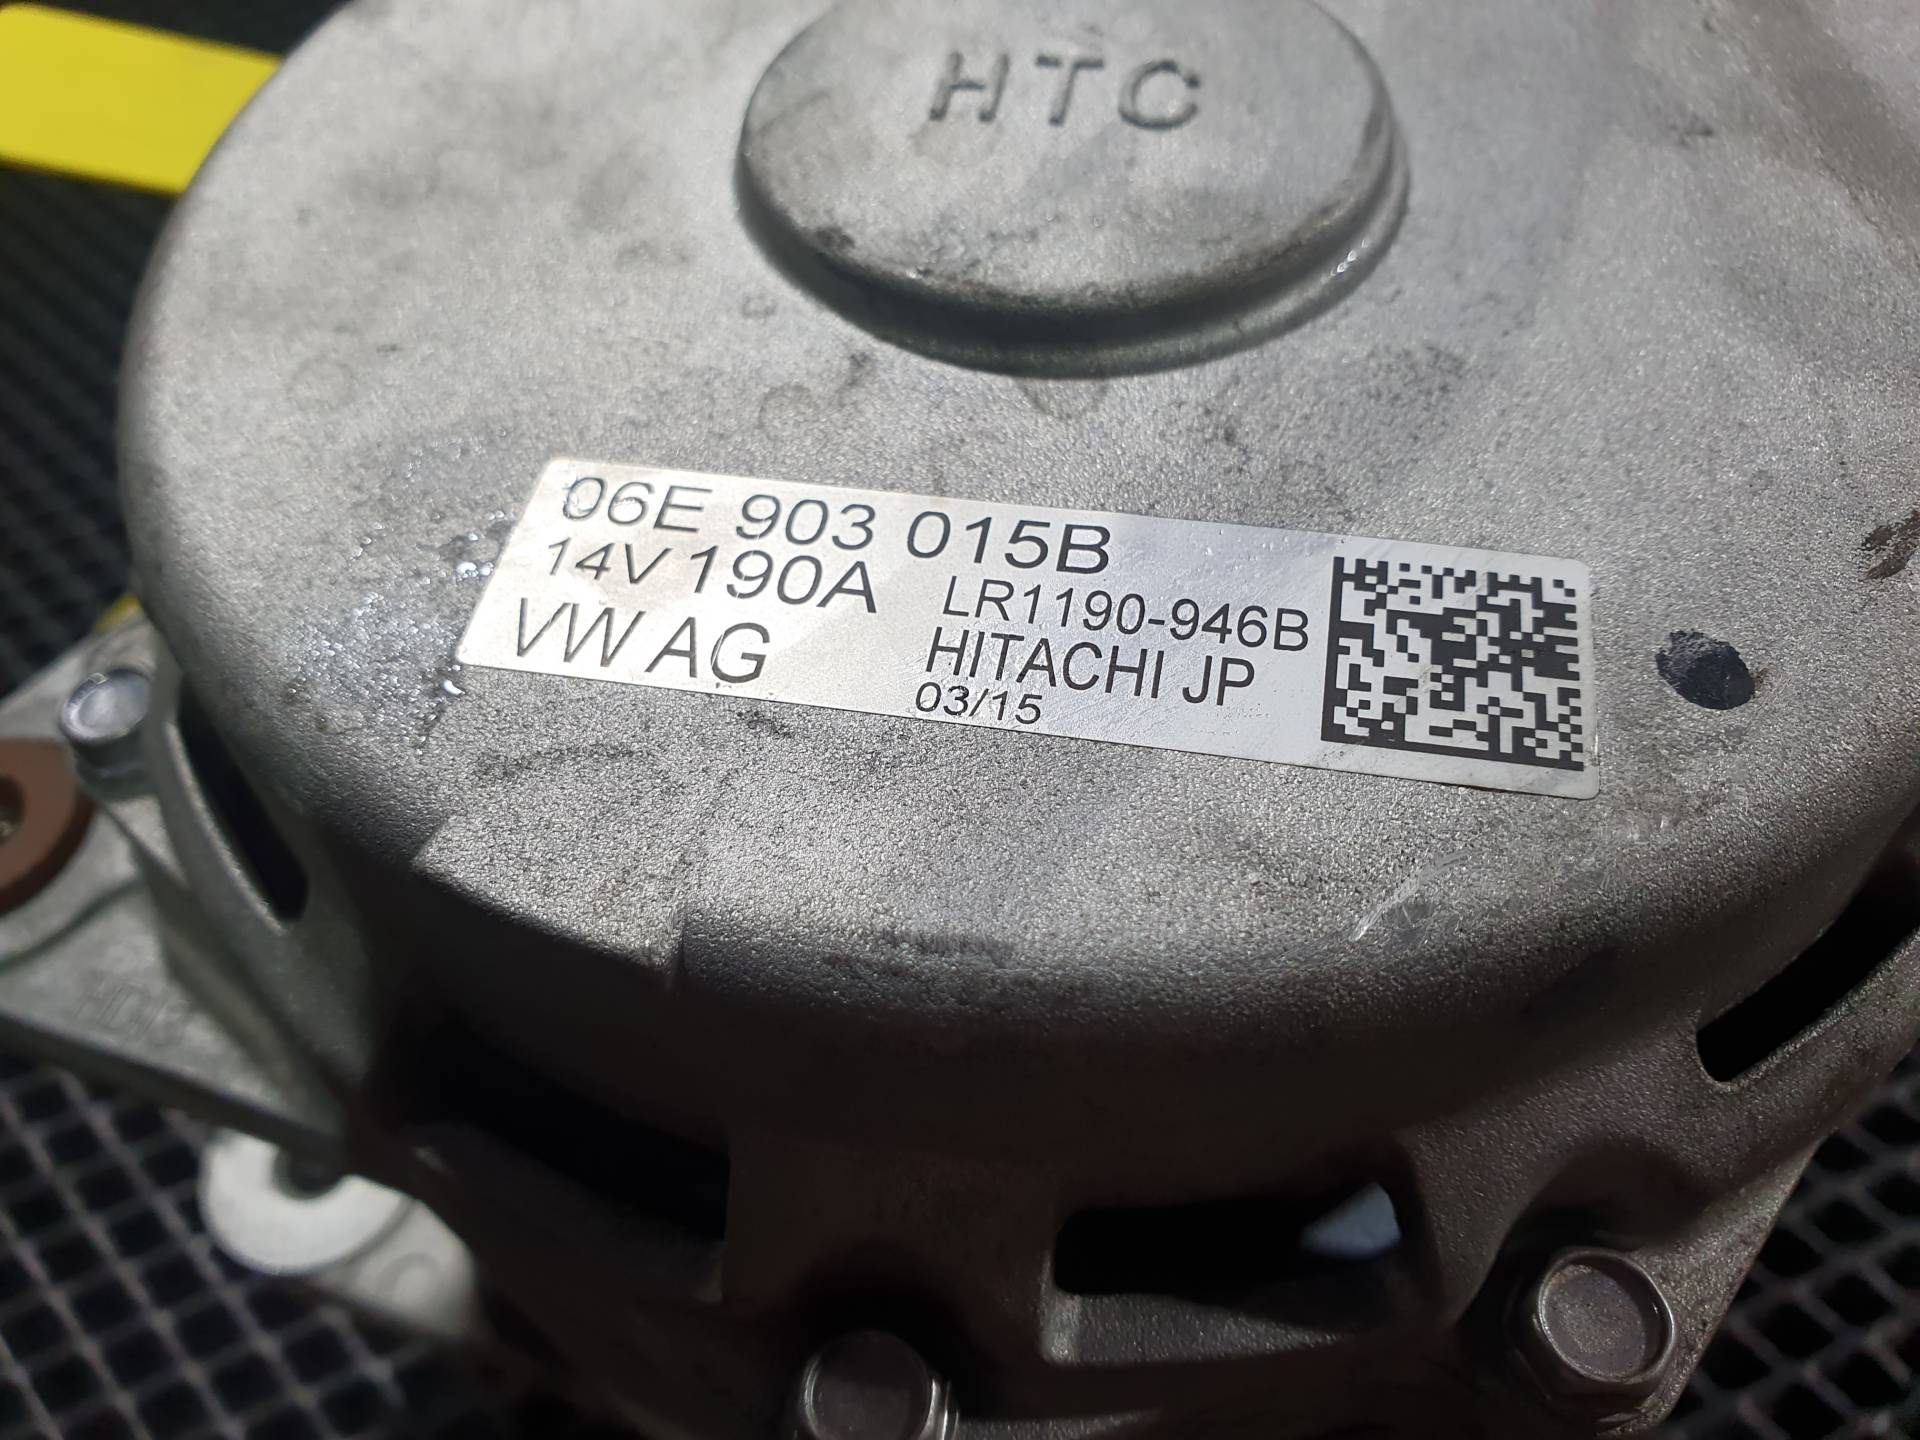 HTC
06E 903 015B
14V 190A LR1190-946B
VW AG HITACHI JP
03/15